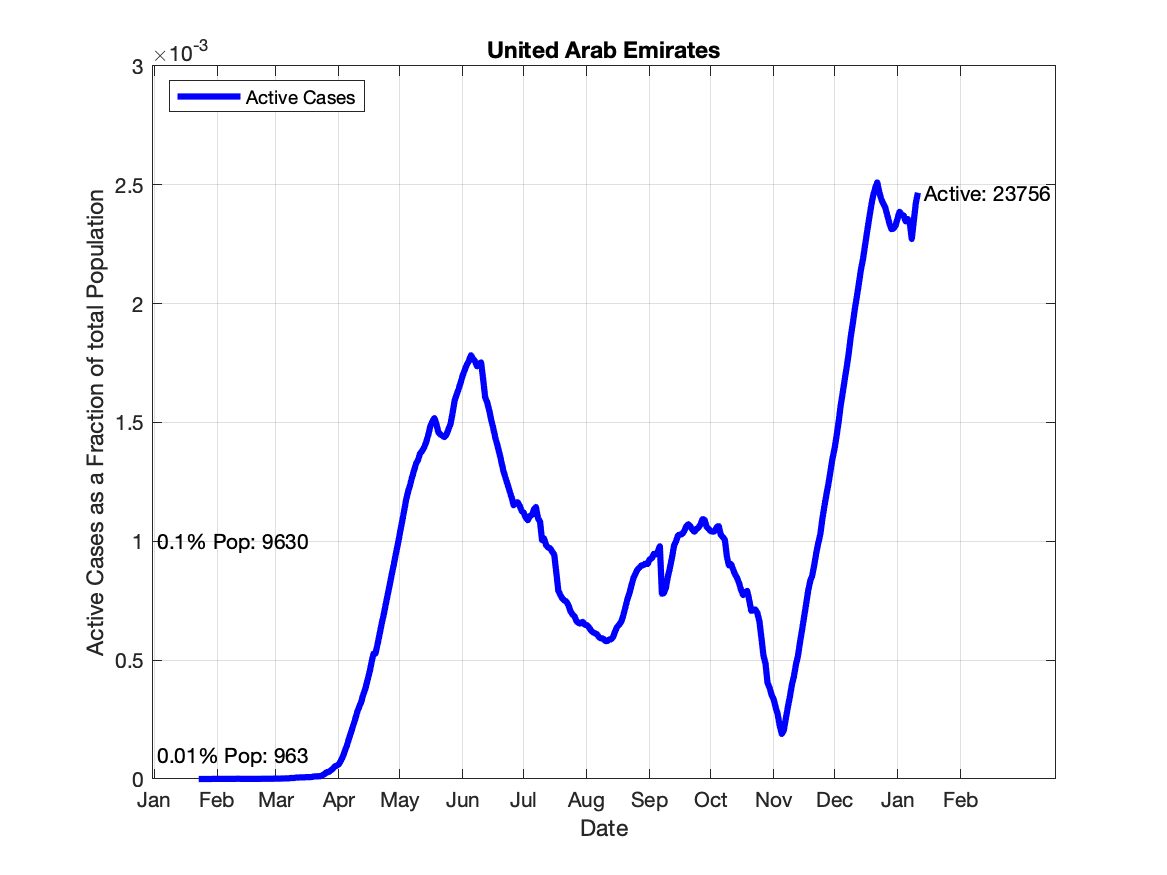 United Arab Emirates
×10-3
Active Cases
3
2.5
2
1.5
1
0.5
0
Active Cases as a Fraction of total Population
Active: 23756
0.1% Pop: 9630
0.01% Pop: 963
Jan Feb Mar Apr May Jun Jul Aug Sep Oct Nov Dec Jan Feb
Date